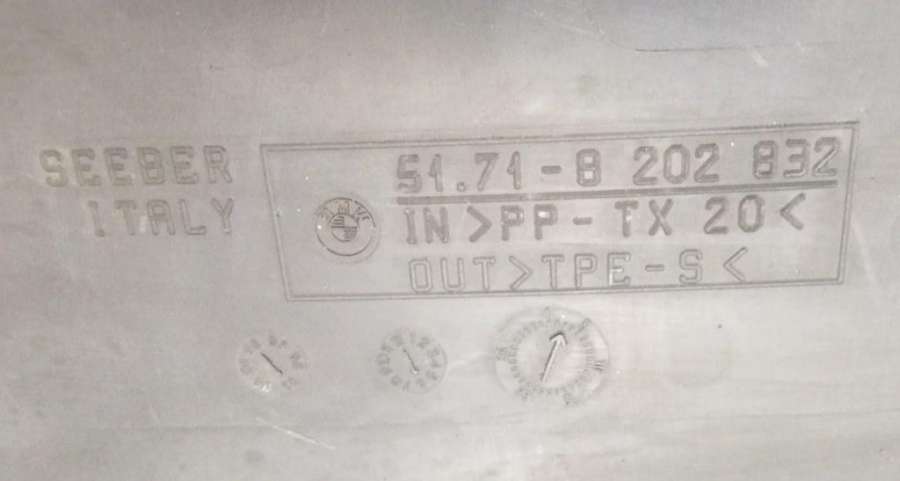 SEEBER
ITALY
51.71-8 202 832
IN >PP- TX 20<
OUT>TPE-S<